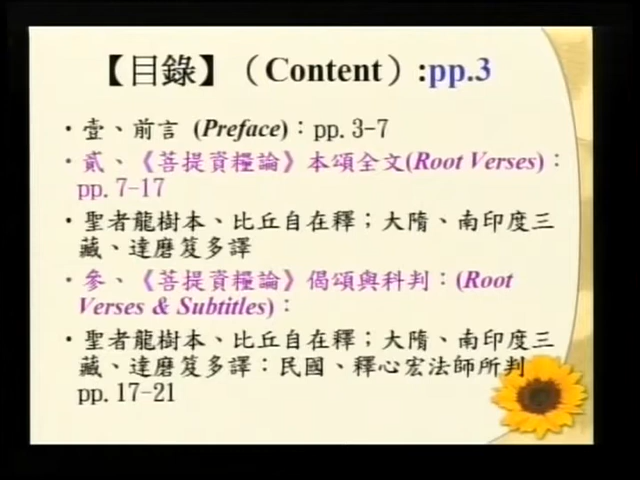 【目錄】（Content）:pp.3
• 壹、前言 (Preface)：pp.3-7
• 貳、《菩提資糧論》本頌全文(Root Verses)：
pp.7-17
• 聖者龍樹本、比丘自在釋；大隋、南印度三
藏、達磨笈多譯
• 參、《菩提資糧論》偈頌與科判：(Root
Verses & Subtitles)：
• 聖者龍樹本、比丘自在釋；大隋、南印度三
藏、達磨笈多譯：民國、釋心宏法師所判
pp.17-21